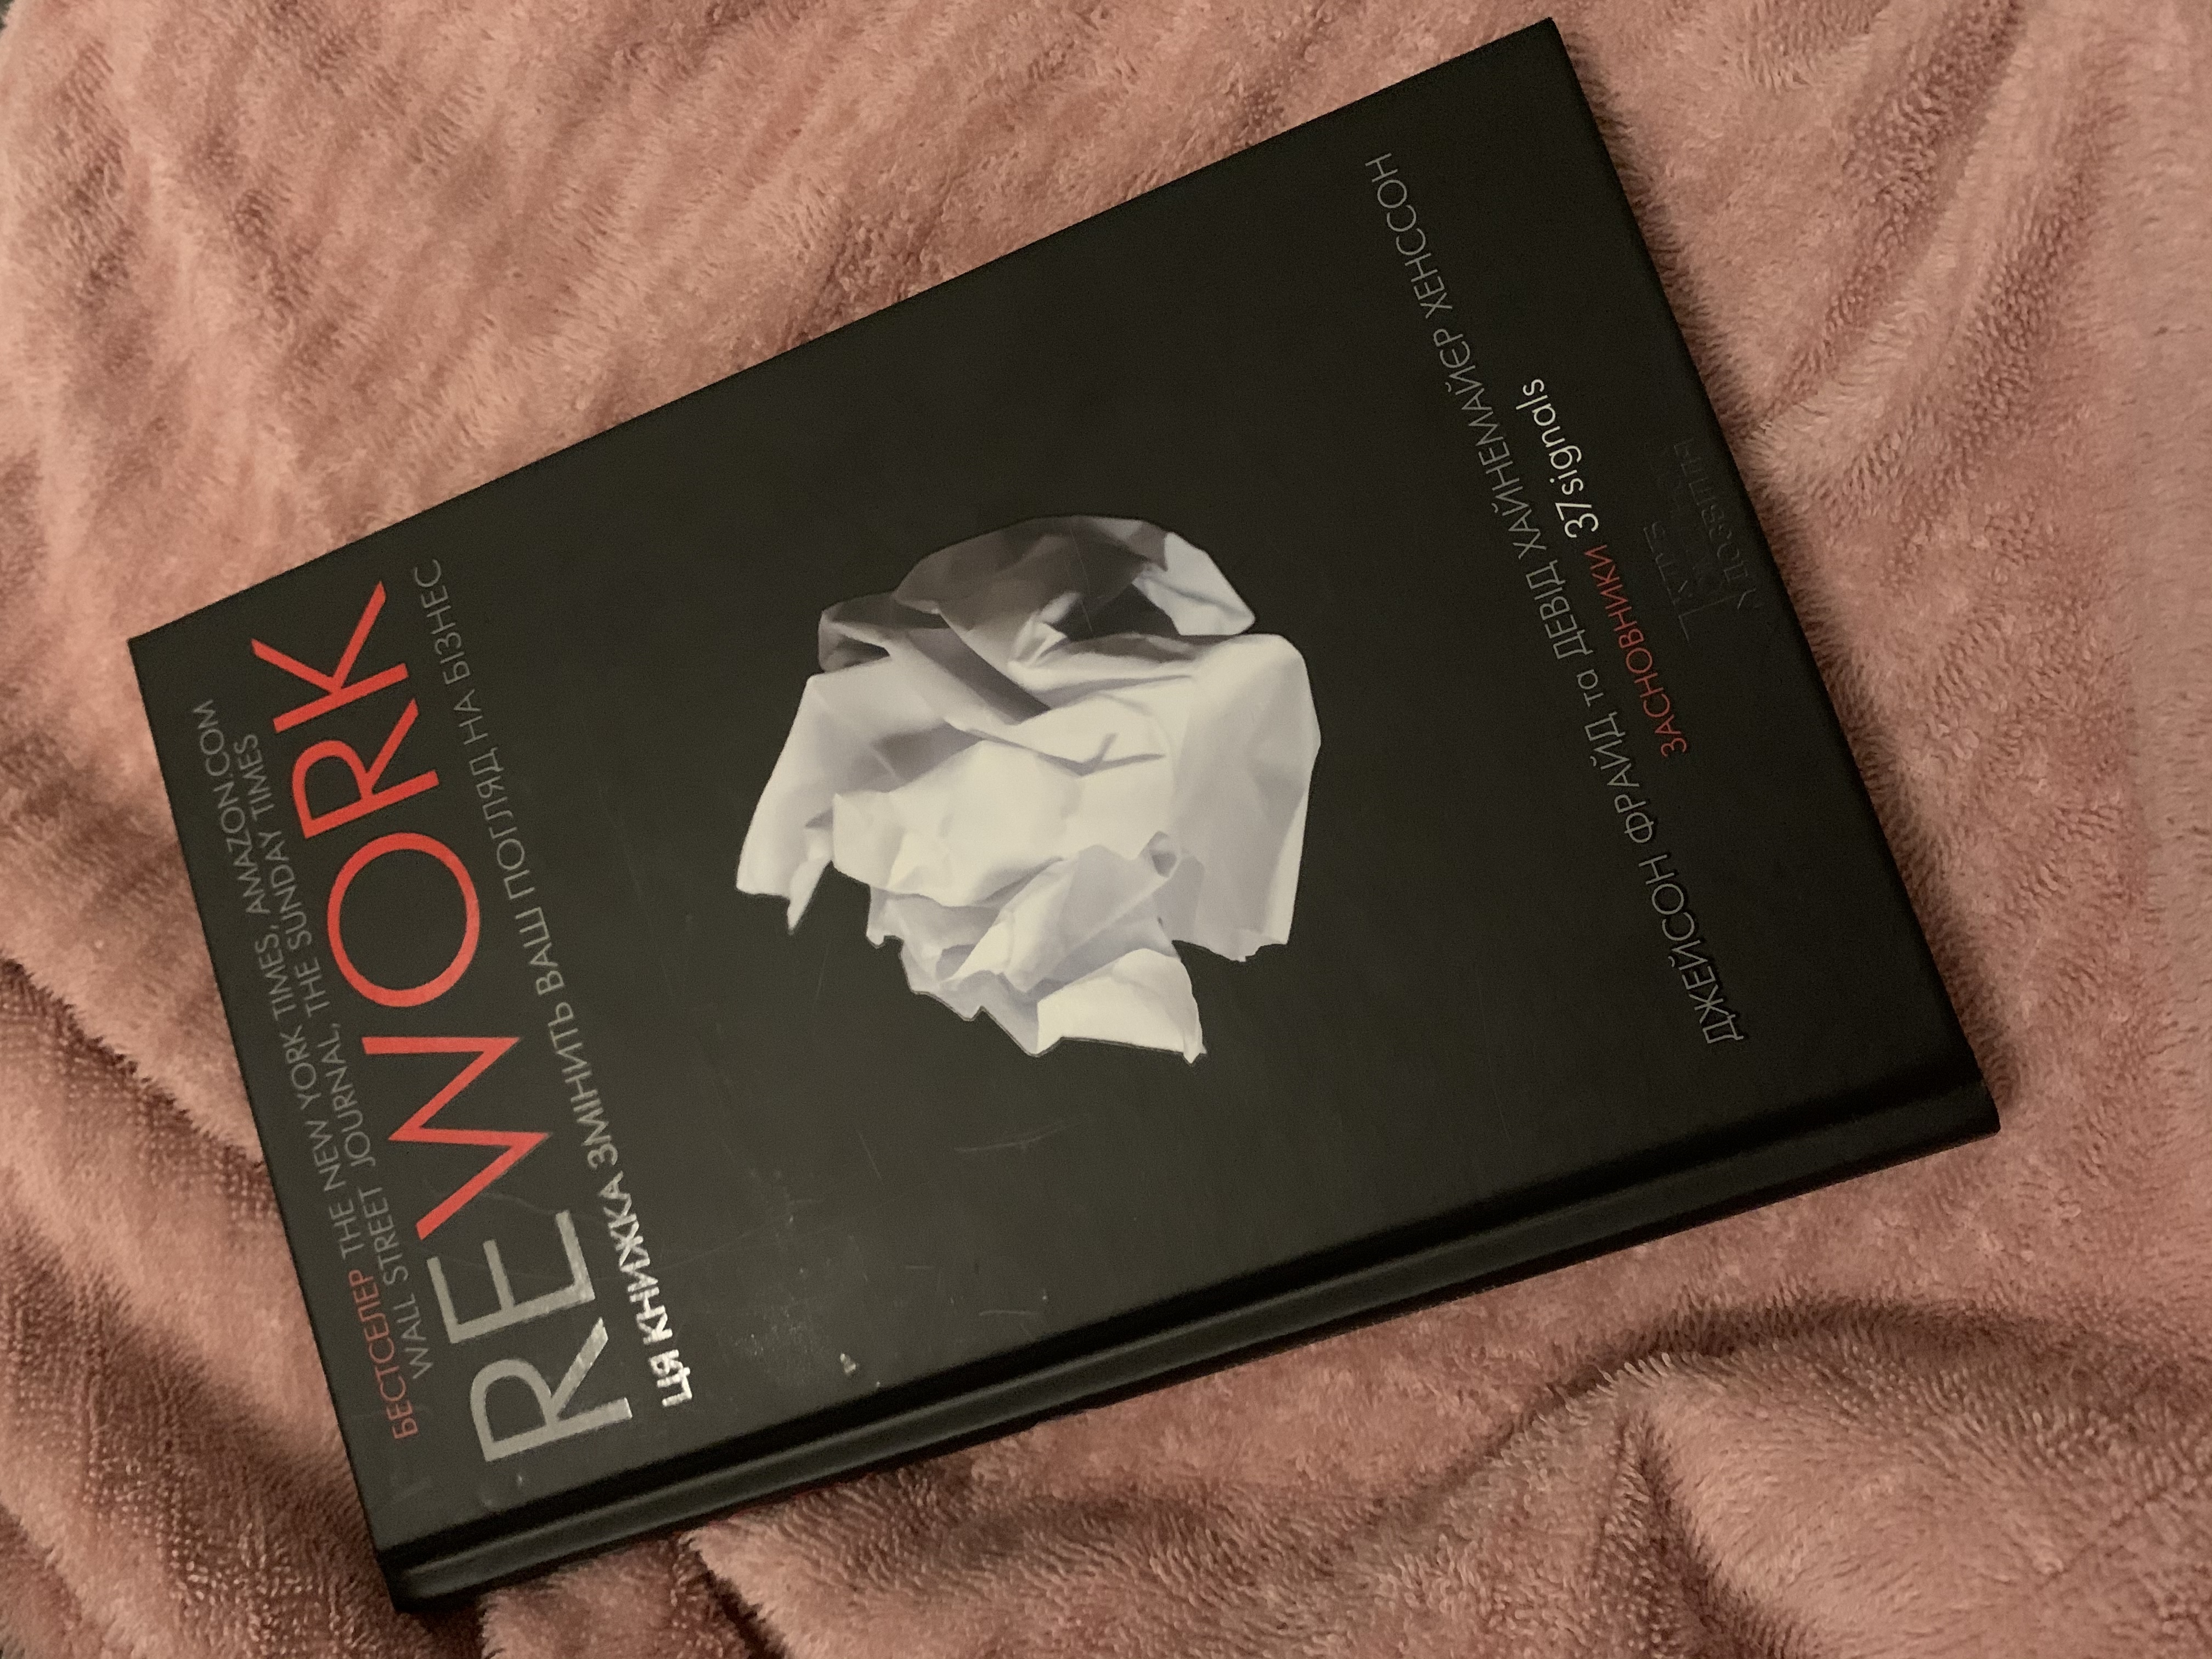 БЕСТСЕЛЕР THE NEW YORK TIMES, AMAZON.COM
WALL STREET JOURNAL, THE SUNDAY TIMES
REWORK
ЦЯ КНИЖКА ЗМІНИТЬ ВАШ ПОГЛЯД НА БІЗНЕС
ДЖЕЙСОН ФРАЙД та ДЕВІД ХАЙНЕМАЙЄР ХЕНССОН
ЗАСНОВНИКИ 37signals
ДОЗВІЛЛЯ